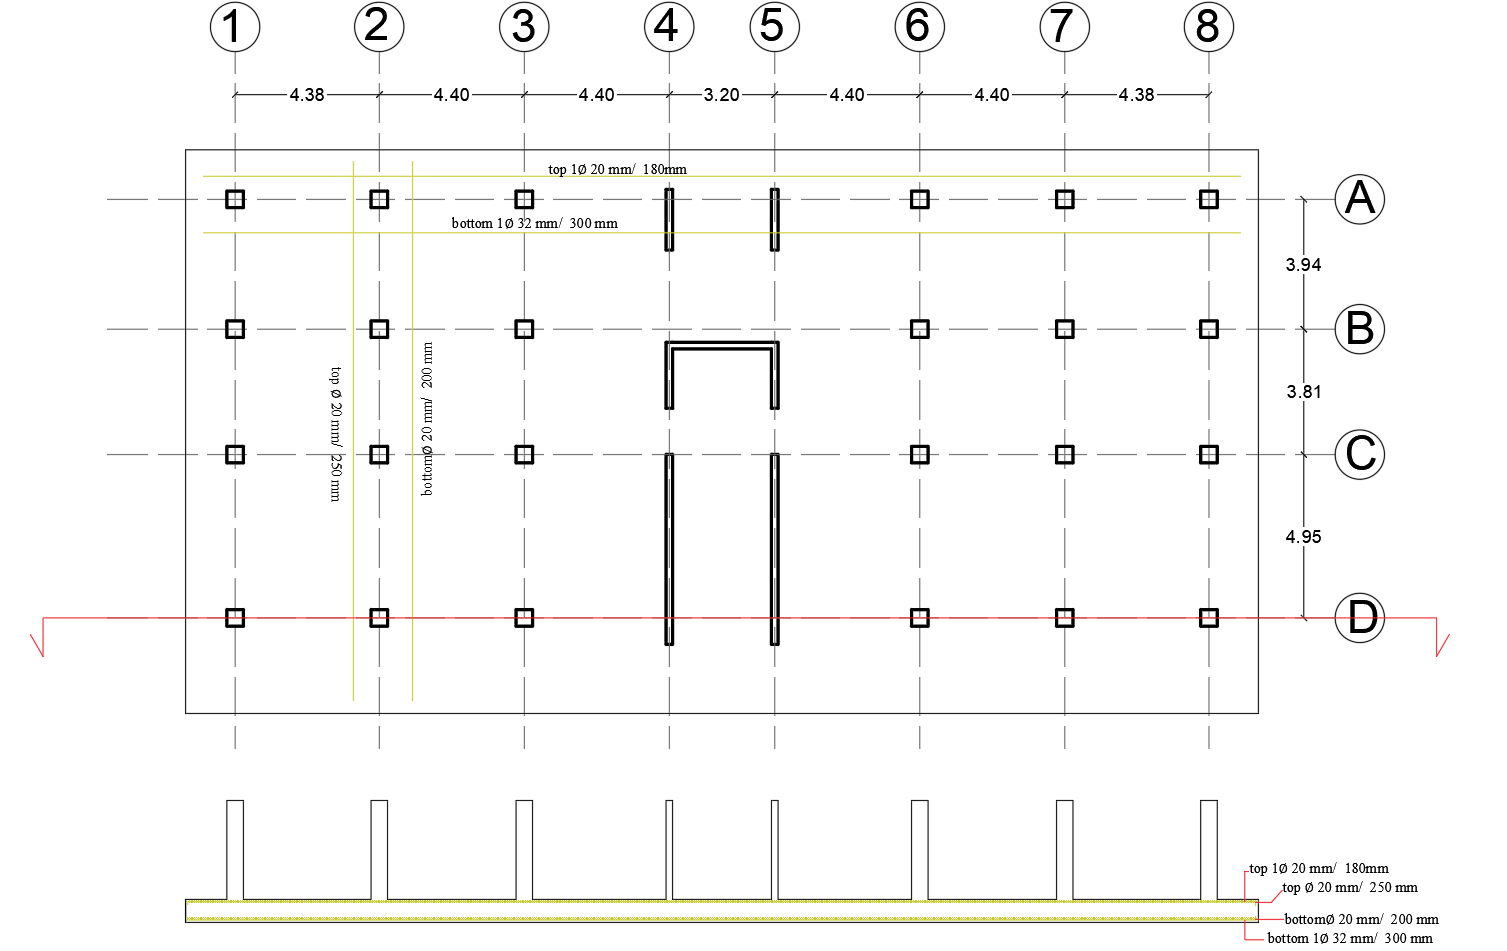 1 2 3 4 5 6 7 8
4.38 4.40 4.40 3.20 4.40 4.40 4.38
top 1Ø 20 mm/ 180mm
A
bottom 1Ø 32 mm/ 300 mm
3.94
B
top Ø 20 mm/ 250 mm
bottomØ 20 mm/ 200 mm
3.81
C
4.95
D
top 1Ø 20 mm/ 180mm
top Ø 20 mm/ 250 mm
bottomØ 20 mm/ 200 mm
bottom 1Ø 32 mm/ 300 mm